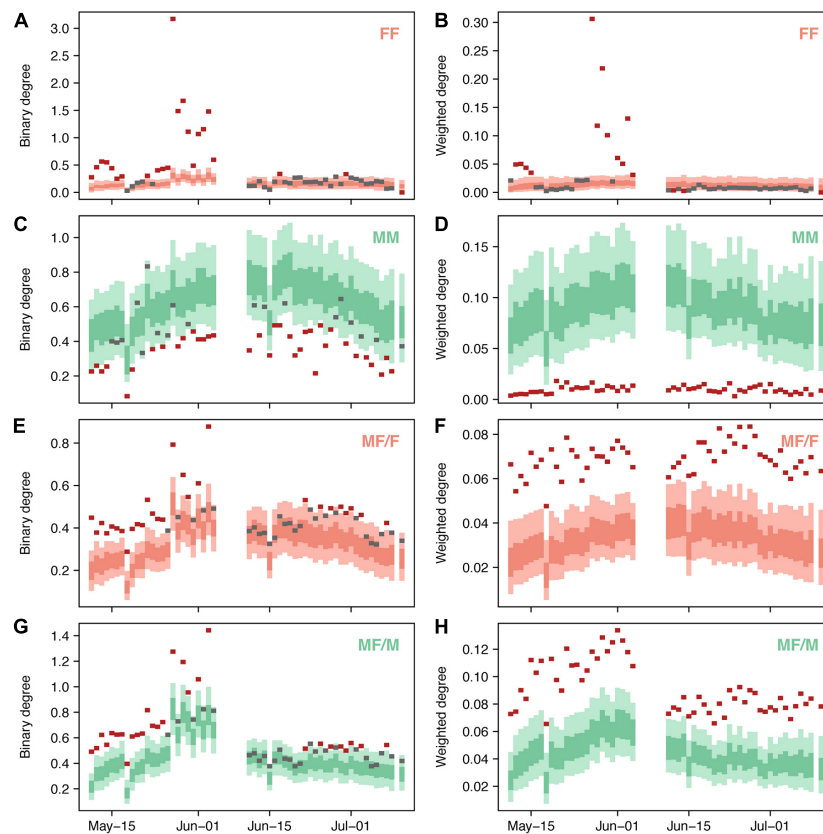 A
FF
Binary degree
3.0
2.5
2.0
1.5
1.0
0.5
0.0
B
FF
Weighted degree
0.30
0.25
0.20
0.15
0.10
0.05
0.00
C
MM
Binary degree
1.0
0.8
0.6
0.4
0.2
D
MM
Weighted degree
0.15
0.10
0.05
0.00
E
MF/F
Binary degree
0.8
0.6
0.4
0.2
F
MF/F
Weighted degree
0.08
0.06
0.04
0.02
G
MF/M
Binary degree
1.4
1.2
1.0
0.8
0.6
0.4
0.2
May−15 Jun−01 Jun−15 Jul−01
H
MF/M
Weighted degree
0.12
0.10
0.08
0.06
0.04
0.02
May−15 Jun−01 Jun−15 Jul−01